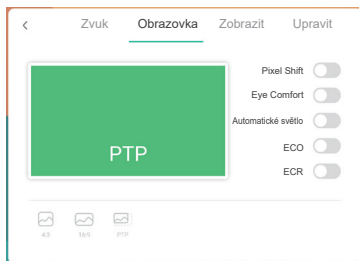 Zvuk Obrazovka Zobrazit Upravit
Pixel Shift
Eye Comfort
Automatické světlo
PTP
ECO
ECR
4:3 16:9 PTP